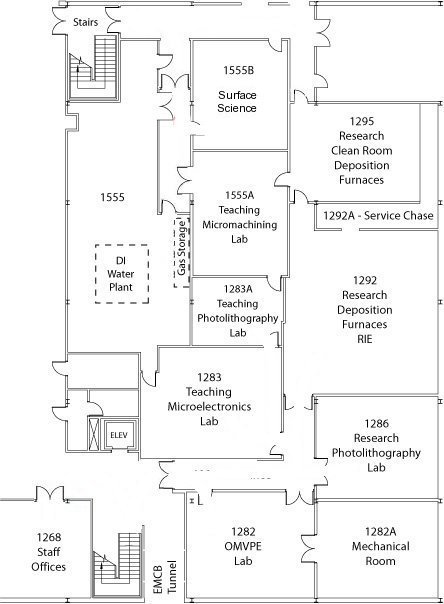 Stairs
1555B
Surface
Science
1295
Research
Clean Room
Deposition
Furnaces
1555
1555A
Teaching
Micromachining
Lab
1292A - Service Chase
Gas Storage
DI
Water
Plant
1283A
Teaching
Photolithography
Lab
1292
Research
Deposition
Furnaces
RIE
1283
Teaching
Microelectronics
Lab
1286
Research
Photolithography
Lab
ELEV
1268
Staff
Offices
EMCB
Tunnel
1282
OMVPE
Lab
1282A
Mechanical
Room